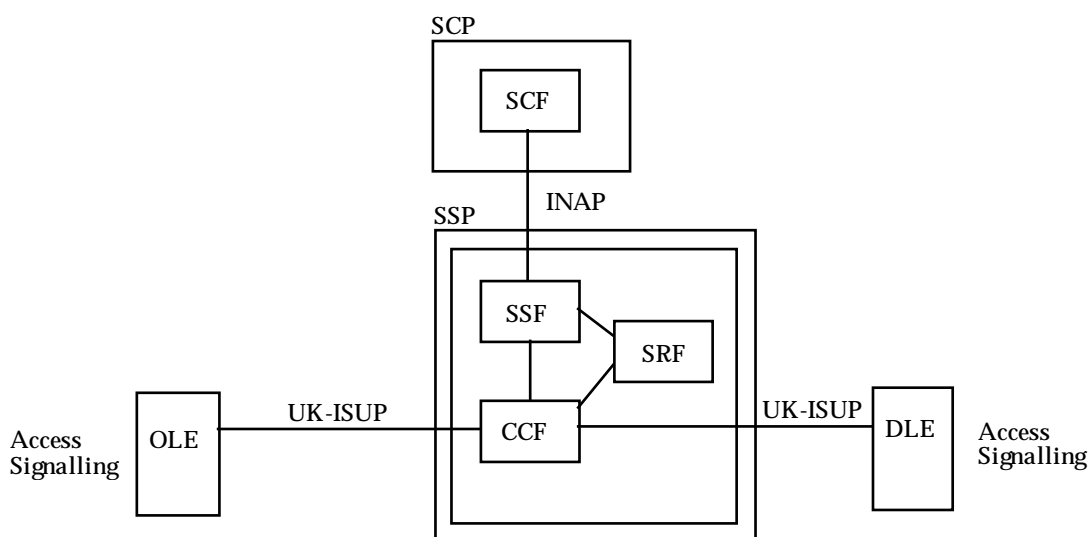 SCP
SCF
INAP
SSP
SSF
SRF
UK-ISUP
UK-ISUP
OLE
CCF
DLE
Access
Signalling
Access
Signalling